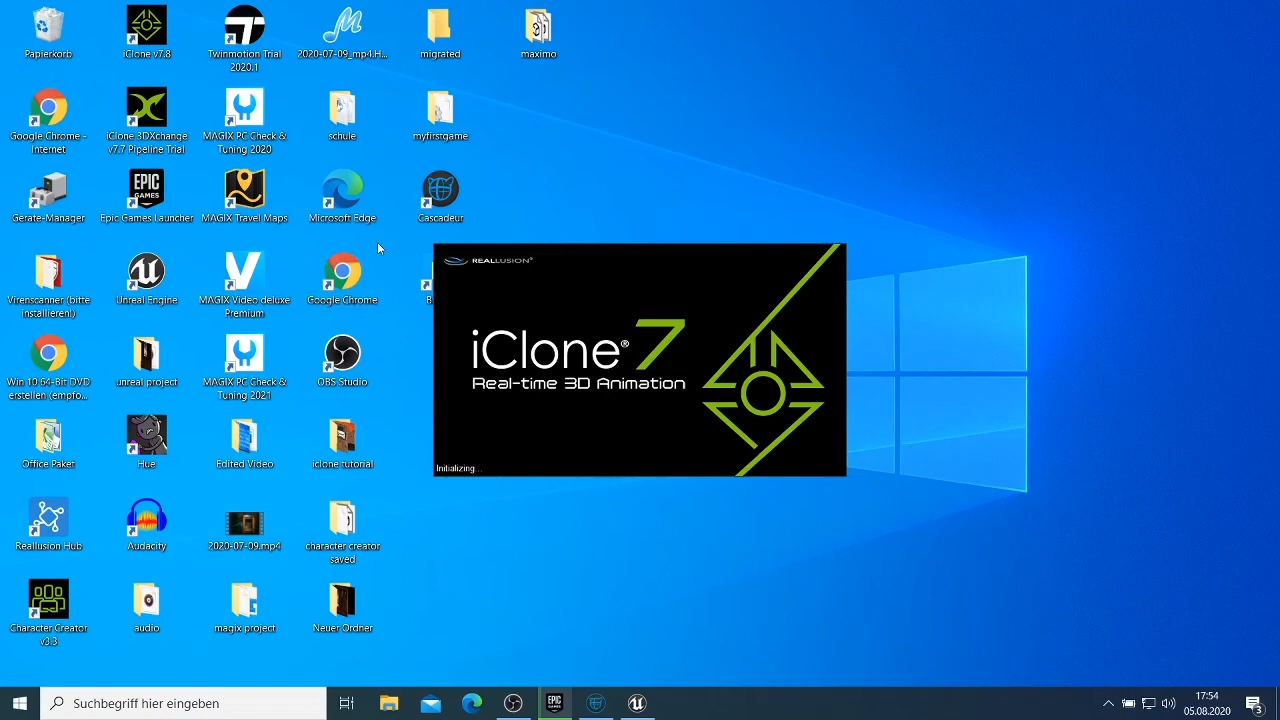 Papierkorb
iClone v7.8
Twinmotion Trial
2020.1
2020-07-09_mp4.H...
migrated
maximo
Google Chrome -
Internet
iClone 3DXchange
v7.7 Pipeline Trial
MAGIX PC Check &
Tuning 2020
schule
myfirstgame
Geräte-Manager
EPIC
GAMES
Epic Games Launcher
MAGIX Travel Maps
Microsoft Edge
Cascadeur
Virenscanner (bitte
installieren!)
Unreal Engine
MAGIX Video deluxe
Premium
Google Chrome
REALLUSION®
iClone® 7
Real-time 3D Animation
Initializing...
Win 10 64-Bit DVD
erstellen (empfo...
unreal project
MAGIX PC Check &
Tuning 2021
OBS Studio
Office Paket
Hue
Edited Video
iclone tutorial
Reallusion Hub
Audacity
2020-07-09.mp4
character creator
saved
Character Creator
v3.3
audio
magix project
Neuer Ordner
Suchbegriff hier eingeben
EPIC
17:54
05.08.2020
3